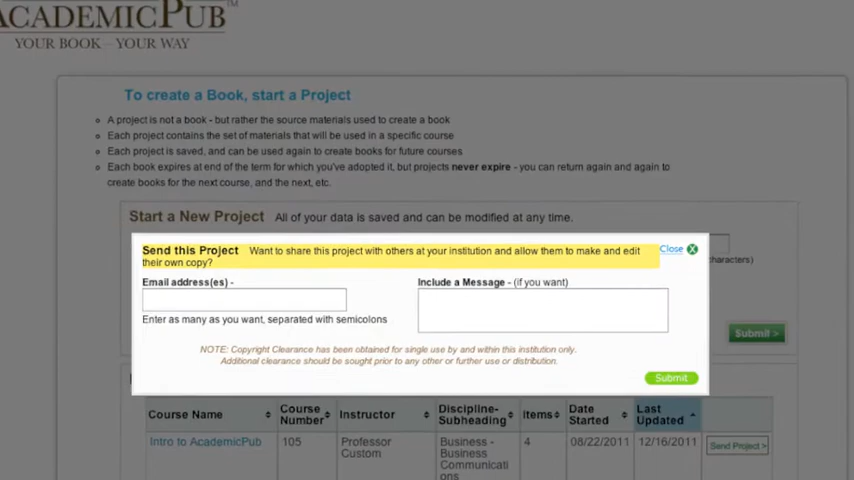 ACADEMICPUB™
YOUR BOOK – YOUR WAY
To create a Book, start a Project
A project is not a book - but rather the source materials used to create a book
Each project contains the set of materials that will be used in a specific course
Each project is saved, and can be used again to create books for future courses
Each book expires at end of the term for which you've adopted it, but projects never expire - you can return again and again to
create books for the next course, and the next, etc.
Start a New Project All of your data is saved and can be modified at any time.
Send this Project Want to share this project with others at your institution and allow them to make and edit
their own copy?
Close X
characters)
Email address(es) -
Include a Message - (if you want)
Enter as many as you want, separated with semicolons
Submit >
NOTE: Copyright Clearance has been obtained for single use by and within this institution only.
Additional clearance should be sought prior to any other or further use or distribution.
Submit
Course Name Course Number Instructor Discipline-Subheading items Date Started Last Updated
Intro to AcademicPub 105 Professor Custom Business - Business Communications 4 08/22/2011 12/16/2011 Send Project >